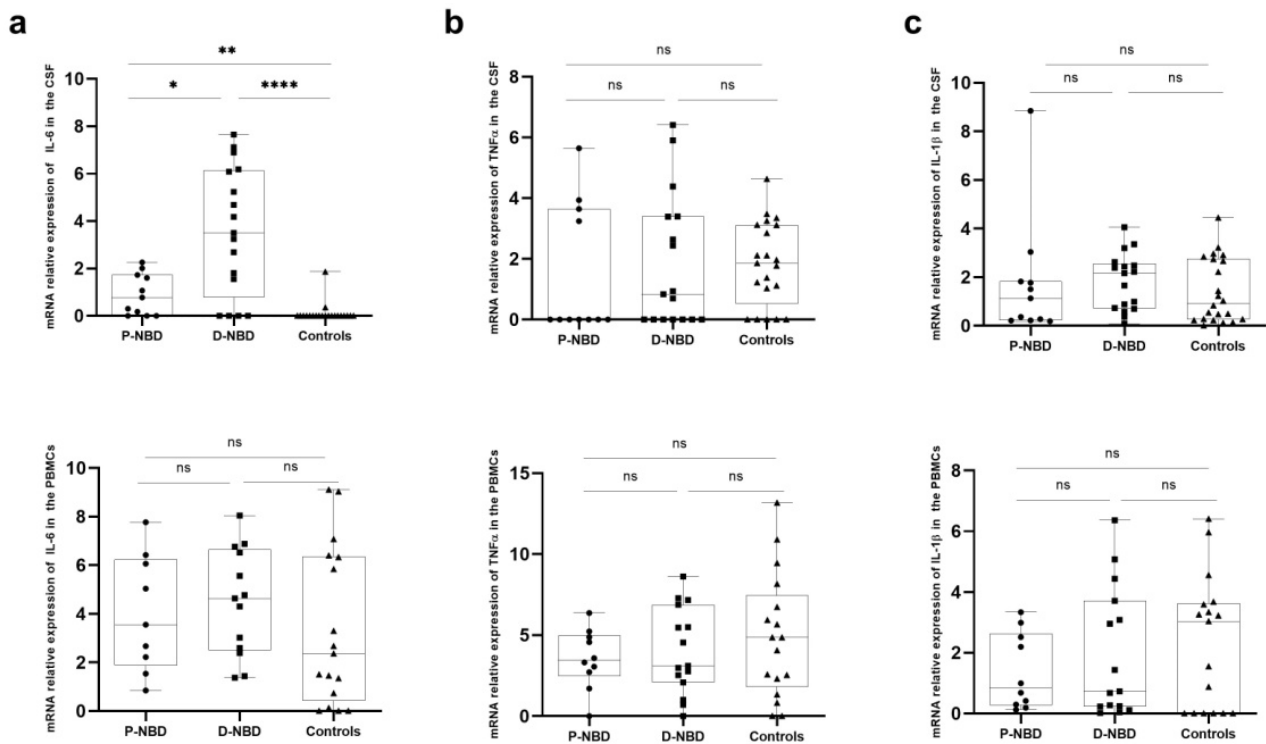 a
mRNA relative expression of IL-6 in the CSF
10
8
6
4
2
0
**
*
****
P-NBD
D-NBD
Controls
b
mRNA relative expression of TNFα in the CSF
8
6
4
2
0
ns
ns
ns
P-NBD
D-NBD
Controls
c
mRNA relative expression of IL-1β in the CSF
10
8
6
4
2
0
ns
ns
ns
P-NBD
D-NBD
Controls
mRNA relative expression of IL-6 in the PBMCs
10
8
6
4
2
0
ns
ns
ns
P-NBD
D-NBD
Controls
mRNA relative expression of TNFα in the PBMCs
15
10
5
0
ns
ns
ns
P-NBD
D-NBD
Controls
mRNA relative expression of IL-1β in the PBMCs
8
6
4
2
0
ns
ns
ns
P-NBD
D-NBD
Controls